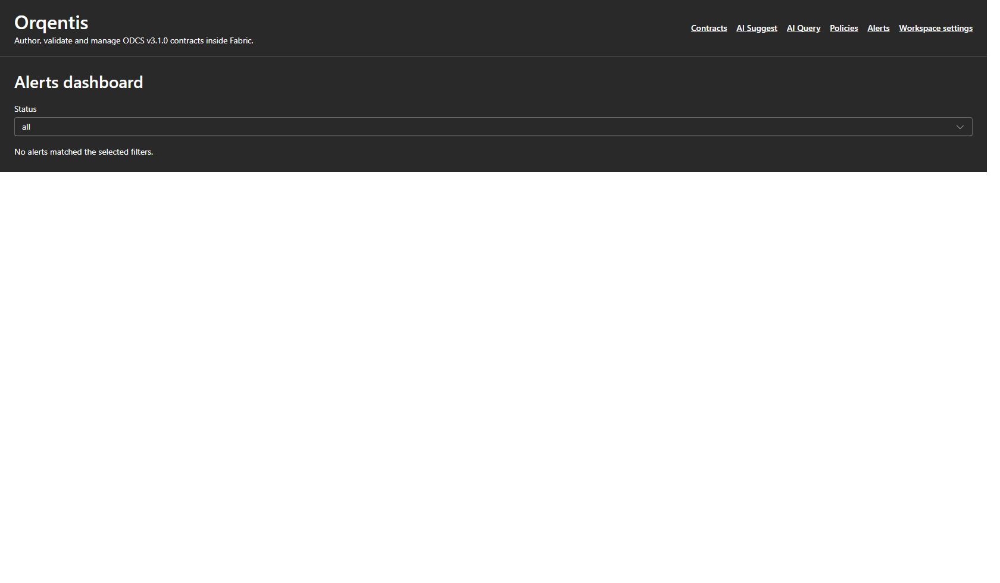 Orqentis
Author, validate and manage ODCS v3.1.0 contracts inside Fabric.
Contracts AI Suggest AI Query Policies Alerts Workspace settings
Alerts dashboard
Status
all
No alerts matched the selected filters.